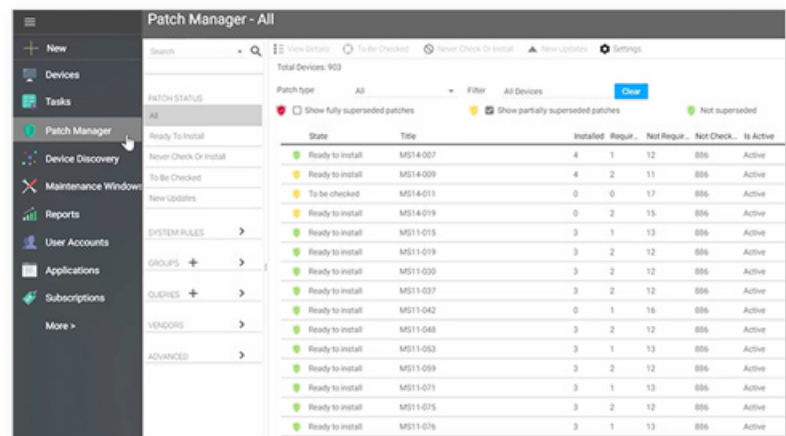 Patch Manager - All
New
Devices
Tasks
Patch Manager
Device Discovery
Maintenance Windows
Reports
User Accounts
Applications
Subscriptions
More >
Search
PATCH STATUS
All
Ready To Install
Never Check Or Install
To Be Checked
New Updates
SYSTEM RULES >
GROUPS + >
QUERIES + >
VENDORS >
ADVANCED >
View Details To Be Checked Never Check Or Install New Updates Settings
Total Devices: 903
Patch type All Filter All Devices Clear
Show fully superseded patches Show partially superseded patches Not superseded
State Title Installed Requir... Not Requir... Not Check... Is Active
Ready to install MS14-007 4 1 12 886 Active
Ready to install MS14-009 4 2 11 886 Active
To be checked MS14-011 0 0 17 886 Active
Ready to install MS14-019 0 2 15 886 Active
Ready to install MS11-015 3 1 13 886 Active
Ready to install MS11-019 3 2 12 886 Active
Ready to install MS11-030 3 2 12 886 Active
Ready to install MS11-037 3 2 12 886 Active
Ready to install MS11-042 0 1 16 886 Active
Ready to install MS11-048 3 2 12 886 Active
Ready to install MS11-053 3 1 13 886 Active
Ready to install MS11-059 3 2 12 886 Active
Ready to install MS11-071 3 1 13 886 Active
Ready to install MS11-075 3 2 12 886 Active
Ready to install MS11-076 3 1 13 886 Active